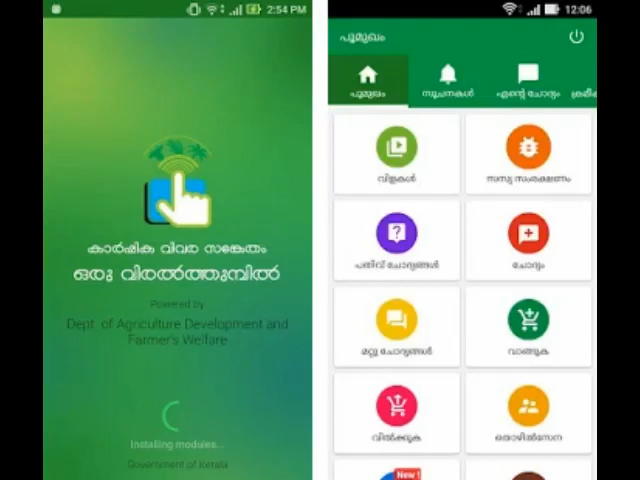 2:54 PM
കാർഷിക വിവര സങ്കേതം
ഒരു വിരൽത്തുമ്പിൽ
Powered by
Dept. of Agriculture Development and
Farmer's Welfare
Installing modules...
Government of Kerala
12:06
പൂമുഖം
പൂമുഖം സൂചനകൾ എന്റെ ചോദ്യം
വിളകൾ സസ്യ സംരക്ഷണം
പതിവ് ചോദ്യങ്ങൾ ചോദ്യം
മറ്റു ചോദ്യങ്ങൾ വാങ്ങുക
വിൽക്കുക തൊഴിൽസേന
New !